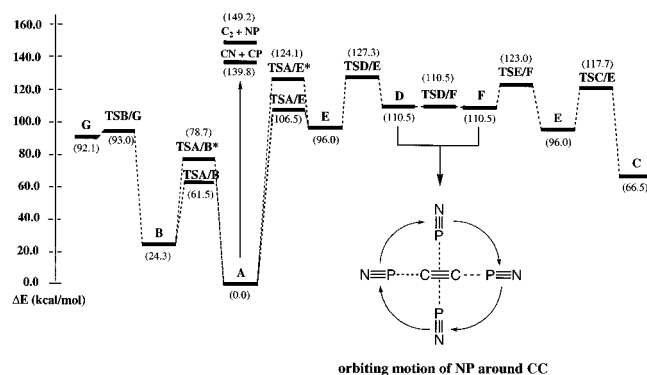 160.0
140.0
120.0
100.0
80.0
60.0
40.0
20.0
0.0
ΔE (kcal/mol)
G
(92.1)
TSB/G
(93.0)
B
(24.3)
(78.7)
TSA/B*
TSA/B
(61.5)
(149.2)
C2 + NP
CN + CP
(139.8)
A
(0.0)
(124.1)
TSA/E*
TSA/E
(106.5)
E
(96.0)
(127.3)
TSD/E
D
(110.5)
(110.5)
TSD/F
F
(110.5)
(123.0)
TSE/F
E
(96.0)
(117.7)
TSC/E
C
(66.5)
N
P
N≡P C≡C P≡N
P
N
orbiting motion of NP around CC